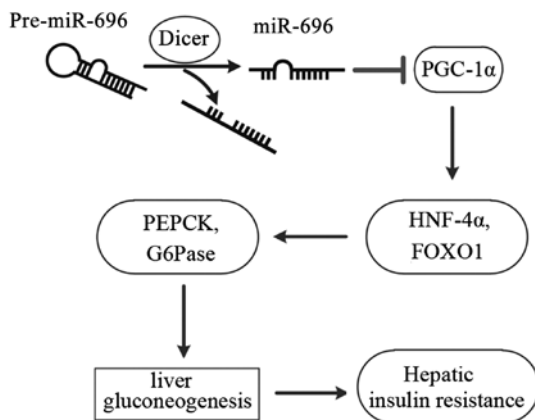 Pre-miR-696
Dicer
miR-696
PGC-1α
HNF-4α,
FOXO1
PEPCK,
G6Pase
liver
gluconeogenesis
Hepatic
insulin resistance